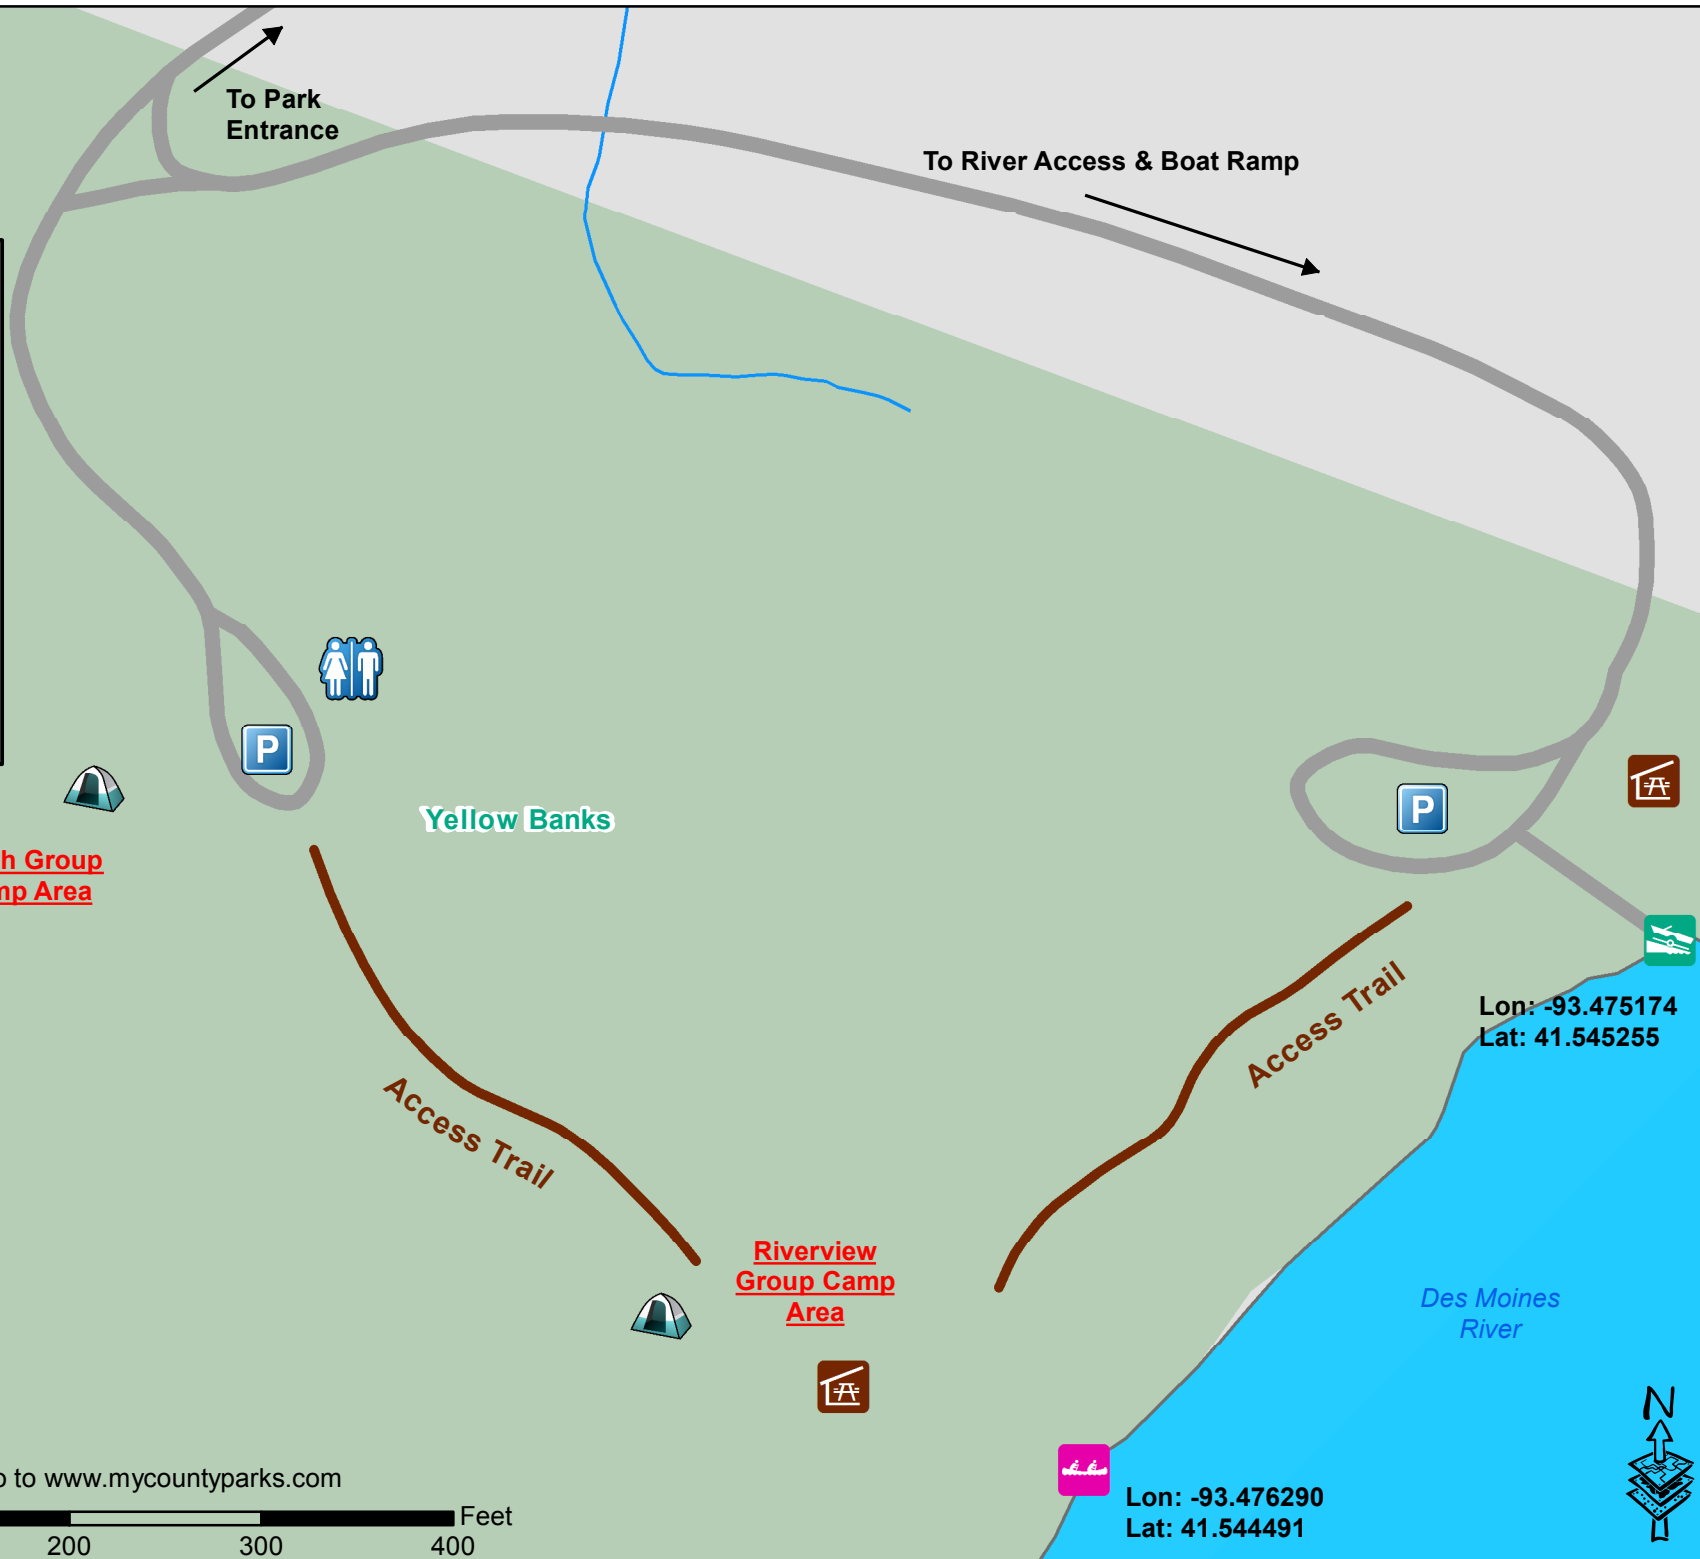 To Park
Entrance
To River Access & Boat Ramp
P
Yellow Banks
P
h Group
mp Area
Access Trail
Lon: -93.475174
Lat: 41.545255
Access Trail
Riverview
Group Camp
Area
Des Moines
River
N
o to www.mycountyparks.com
Lon: -93.476290
Lat: 41.544491
Feet
200 300 400